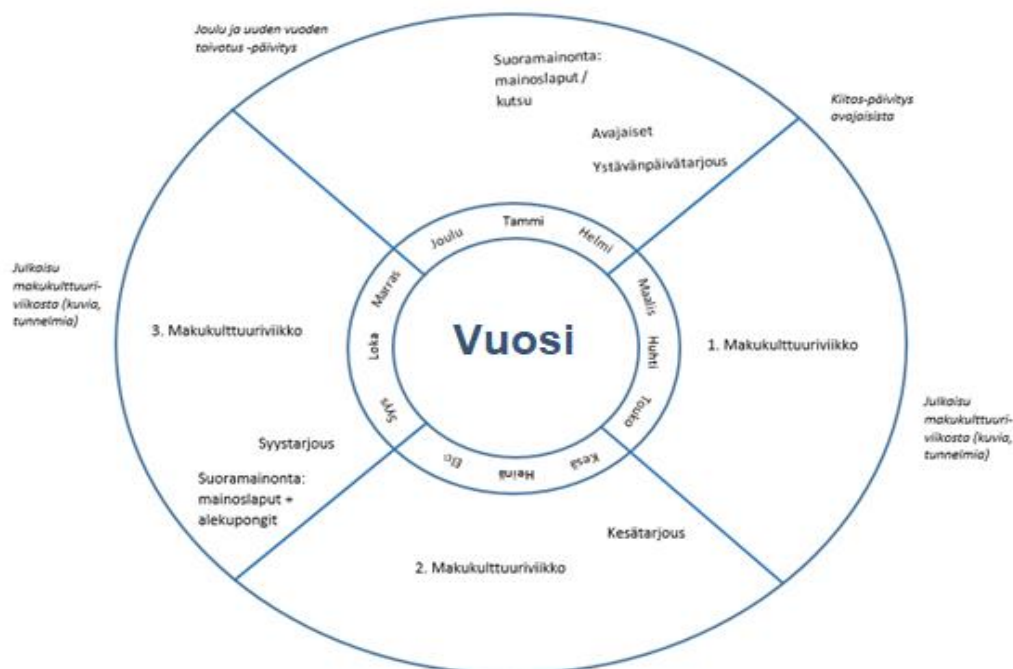 Joulu ja uuden vuoden
toivotus -päivitys
Suoramainonta:
mainoslaput /
kutsu
Kiitos-päivitys
avajaisista
Avajaiset
Ystävänpäivätarjous
Tammi
Helmi
Maalis
Huhti
Touko
Kesä
Heinä
Elo
Syys
Loka
Marras
Joulu
Vuosi
1. Makukulttuuriviikko
Julkaisu
makukulttuuri-
viikosta (kuvia,
tunnelmia)
Kesätarjous
2. Makukulttuuriviikko
Syystarjous
Suoramainonta:
mainoslaput +
alekupongit
3. Makukulttuuriviikko
Julkaisu
makukulttuuri-
viikosta (kuvia,
tunnelmia)